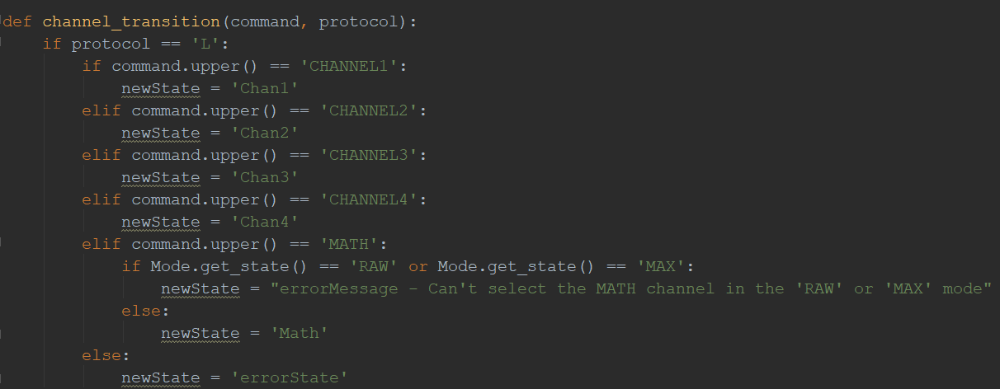 def channel_transition(command, protocol):
    if protocol == 'L':
        if command.upper() == 'CHANNEL1':
            newState = 'Chan1'
        elif command.upper() == 'CHANNEL2':
            newState = 'Chan2'
        elif command.upper() == 'CHANNEL3':
            newState = 'Chan3'
        elif command.upper() == 'CHANNEL4':
            newState = 'Chan4'
        elif command.upper() == 'MATH':
            if Mode.get_state() == 'RAW' or Mode.get_state() == 'MAX':
                newState = "errorMessage - Can't select the MATH channel in the 'RAW' or 'MAX' mode"
            else:
                newState = 'Math'
        else:
            newState = 'errorState'